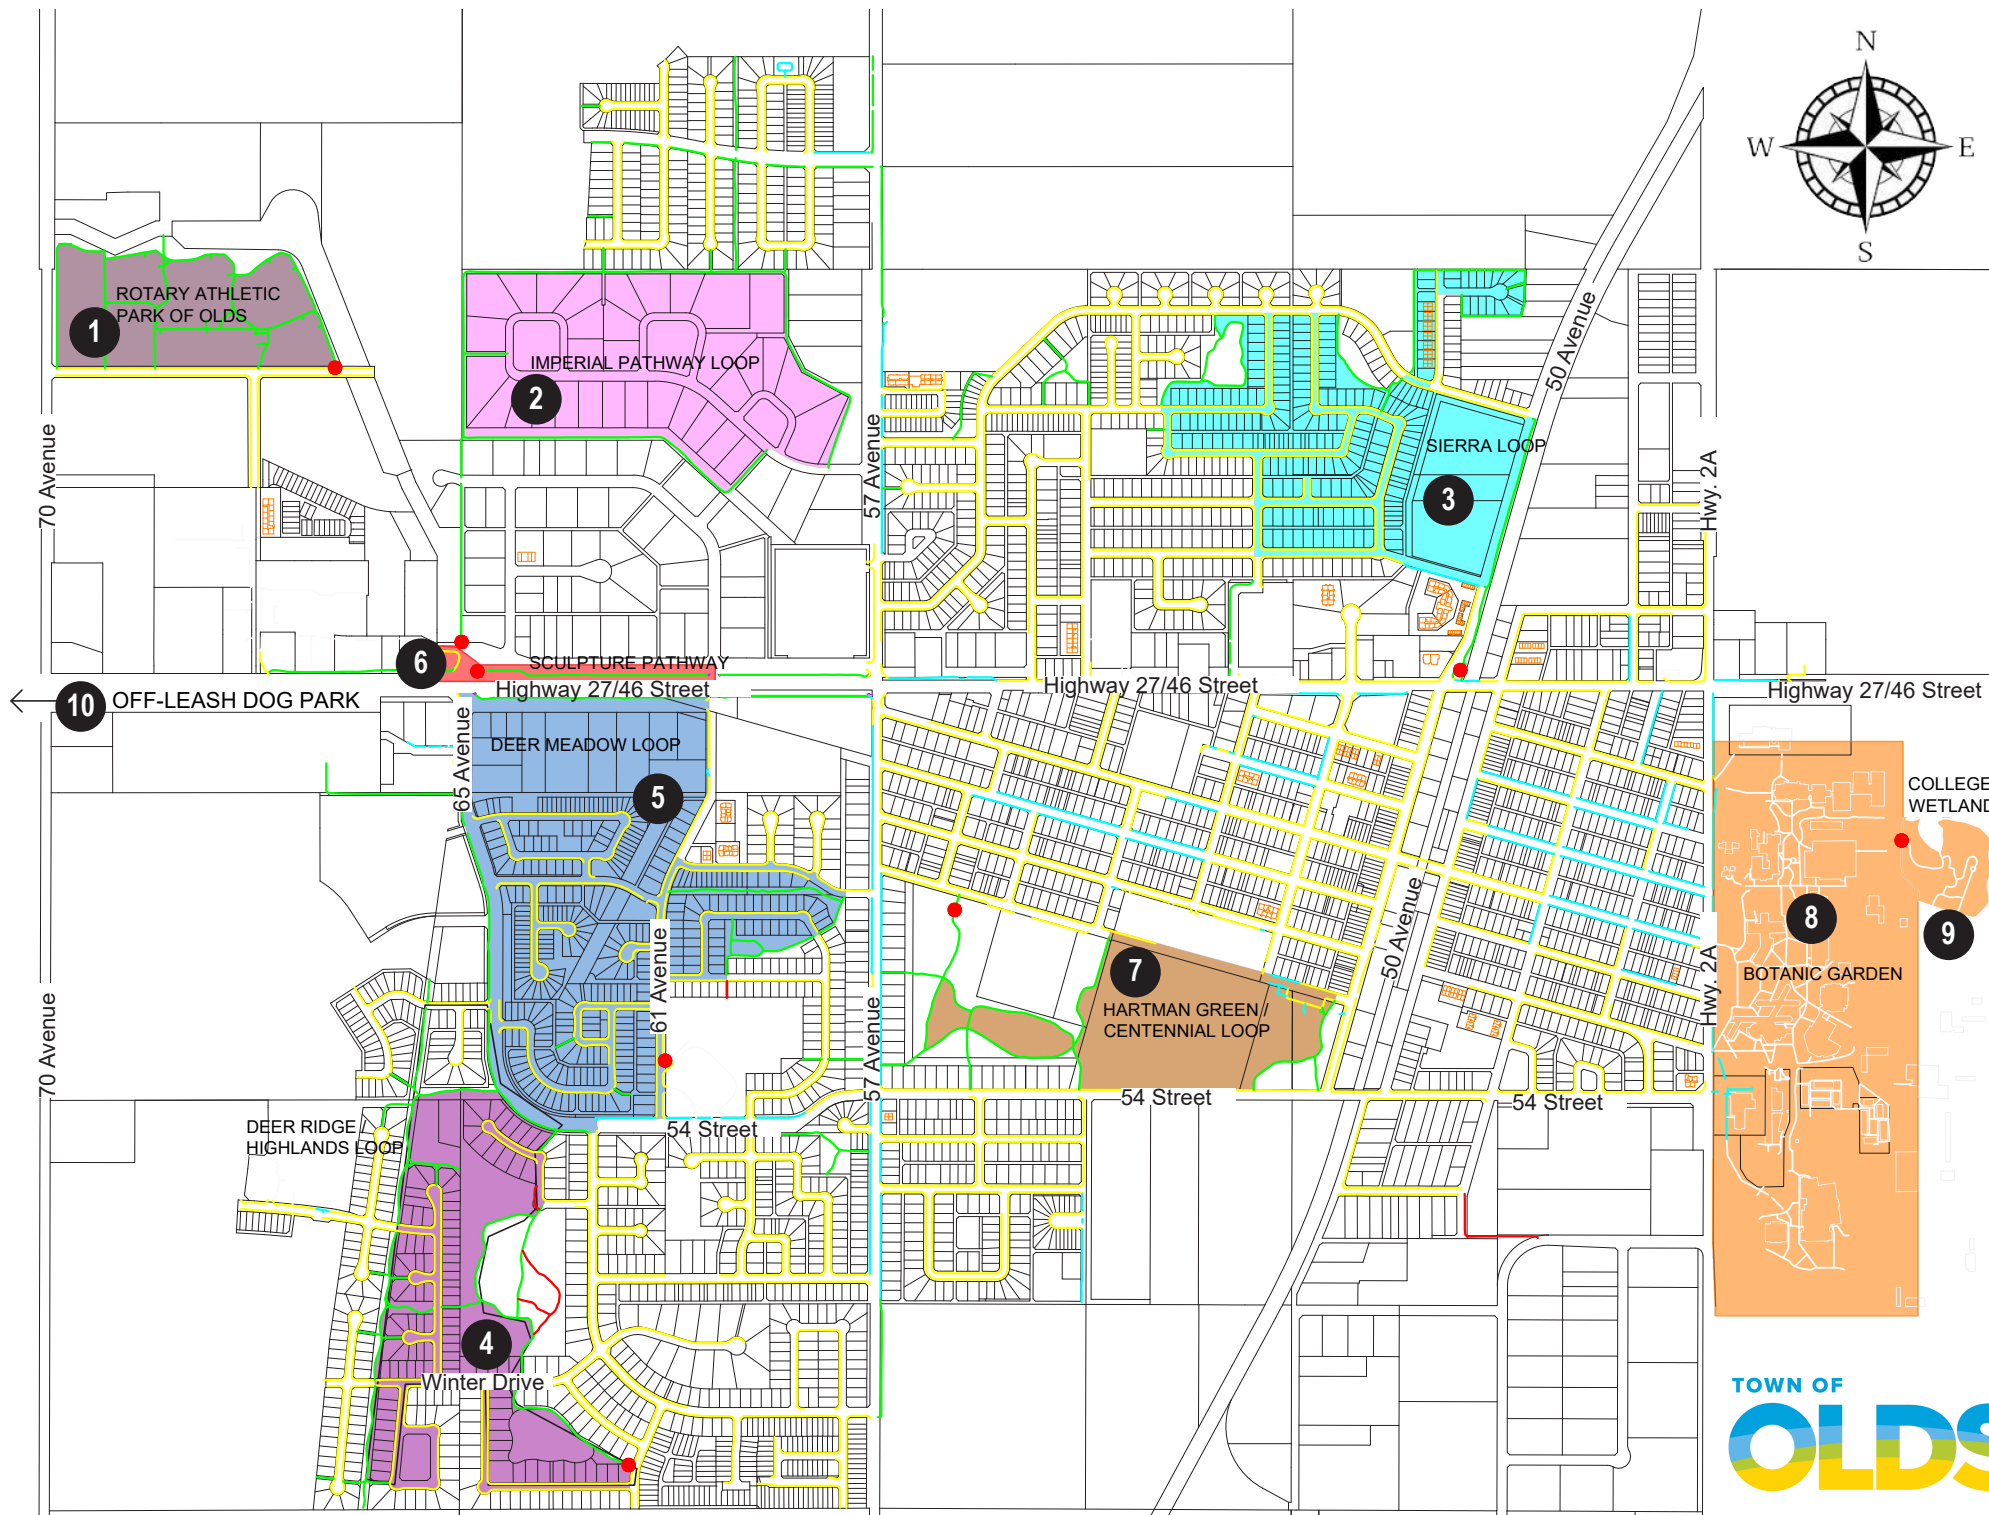 N
W
E
S
ROTARY ATHLETIC
PARK OF OLDS
1
IMPERIAL PATHWAY LOOP
2
50 Avenue
SIERRA LOOP
3
70 Avenue
57 Avenue
Hwy. 2A
6
SCULPTURE PATHWAY
Highway 27/46 Street
Highway 27/46 Street
Highway 27/46 Street
10
OFF-LEASH DOG PARK
65 Avenue
DEER MEADOW LOOP
5
COLLEGE
WETLAND
8
9
BOTANIC GARDEN
50 Avenue
61 Avenue
7
HARTMAN GREEN /
CENTENNIAL LOOP
Hwy. 2A
70 Avenue
57 Avenue
54 Street
54 Street
54 Street
DEER RIDGE /
HIGHLANDS LOOP
4
Winter Drive
TOWN OF
OLDS